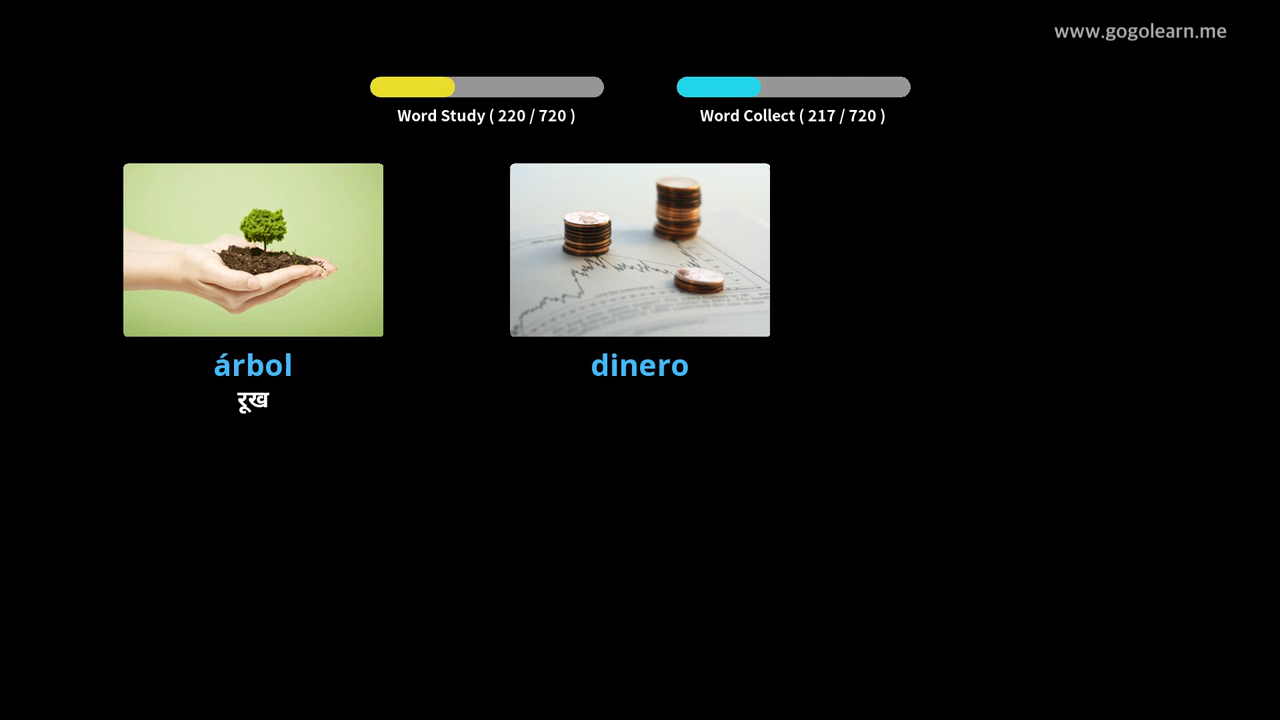 www.gogolearn.me
Word Study ( 220 / 720 )
Word Collect ( 217 / 720 )
árbol
रूख
dinero